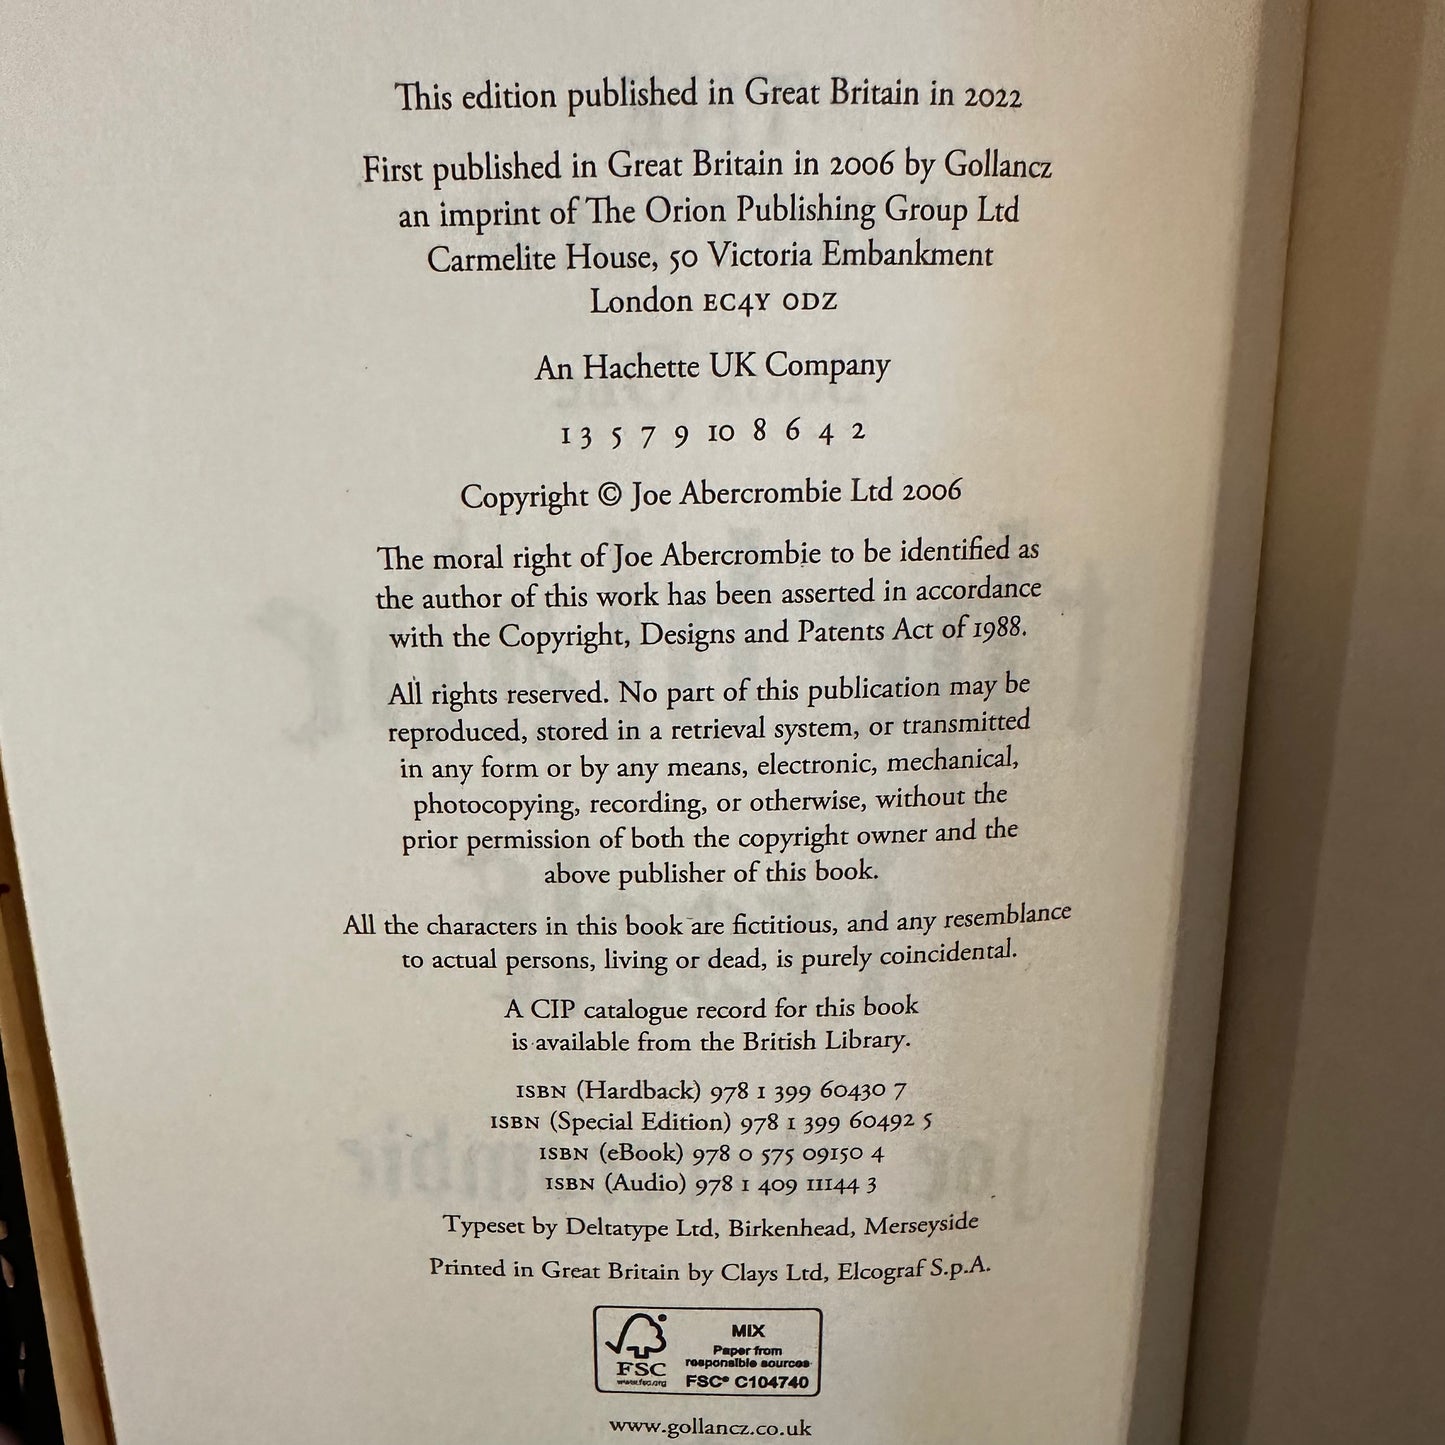 This edition published in Great Britain in 2022
First published in Great Britain in 2006 by Gollancz
an imprint of The Orion Publishing Group Ltd
Carmelite House, 50 Victoria Embankment
London EC4Y 0DZ
An Hachette UK Company
1 3 5 7 9 10 8 6 4 2
Copyright © Joe Abercrombie Ltd 2006
The moral right of Joe Abercrombie to be identified as
the author of this work has been asserted in accordance
with the Copyright, Designs and Patents Act of 1988.
All rights reserved. No part of this publication may be
reproduced, stored in a retrieval system, or transmitted
in any form or by any means, electronic, mechanical,
photocopying, recording, or otherwise, without the
prior permission of both the copyright owner and the
above publisher of this book.
All the characters in this book are fictitious, and any resemblance
to actual persons, living or dead, is purely coincidental.
A CIP catalogue record for this book
is available from the British Library.
ISBN (Hardback) 978 1 399 60430 7
ISBN (Special Edition) 978 1 399 60492 5
ISBN (eBook) 978 0 575 09150 4
ISBN (Audio) 978 1 409 11144 3
Typeset by Deltatype Ltd, Birkenhead, Merseyside
Printed in Great Britain by Clays Ltd, Elcograf S.p.A.
MIX
Paper from
responsible sources
FSC® C104740
FSC
www.fsc.org
www.gollancz.co.uk